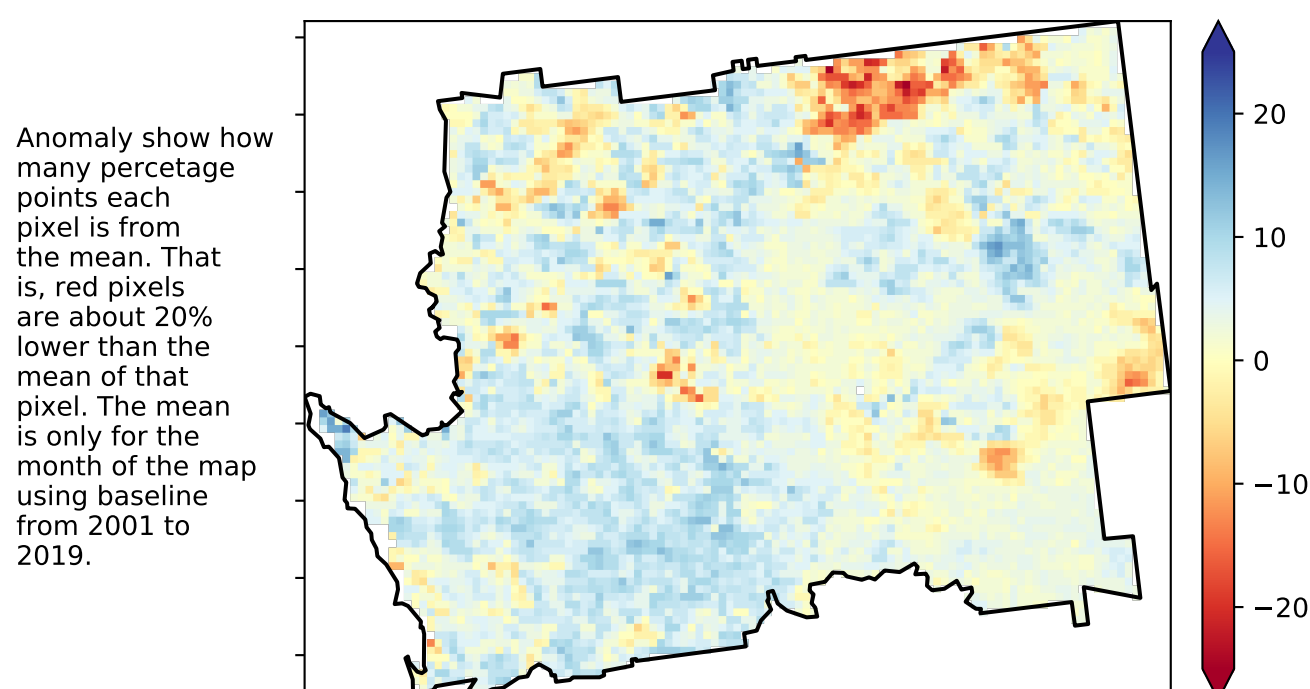 Anomaly show how
many percetage
points each
pixel is from
the mean. That
is, red pixels
are about 20%
lower than the
mean of that
pixel. The mean
is only for the
month of the map
using baseline
from 2001 to
2019.
20
10
0
−10
−20